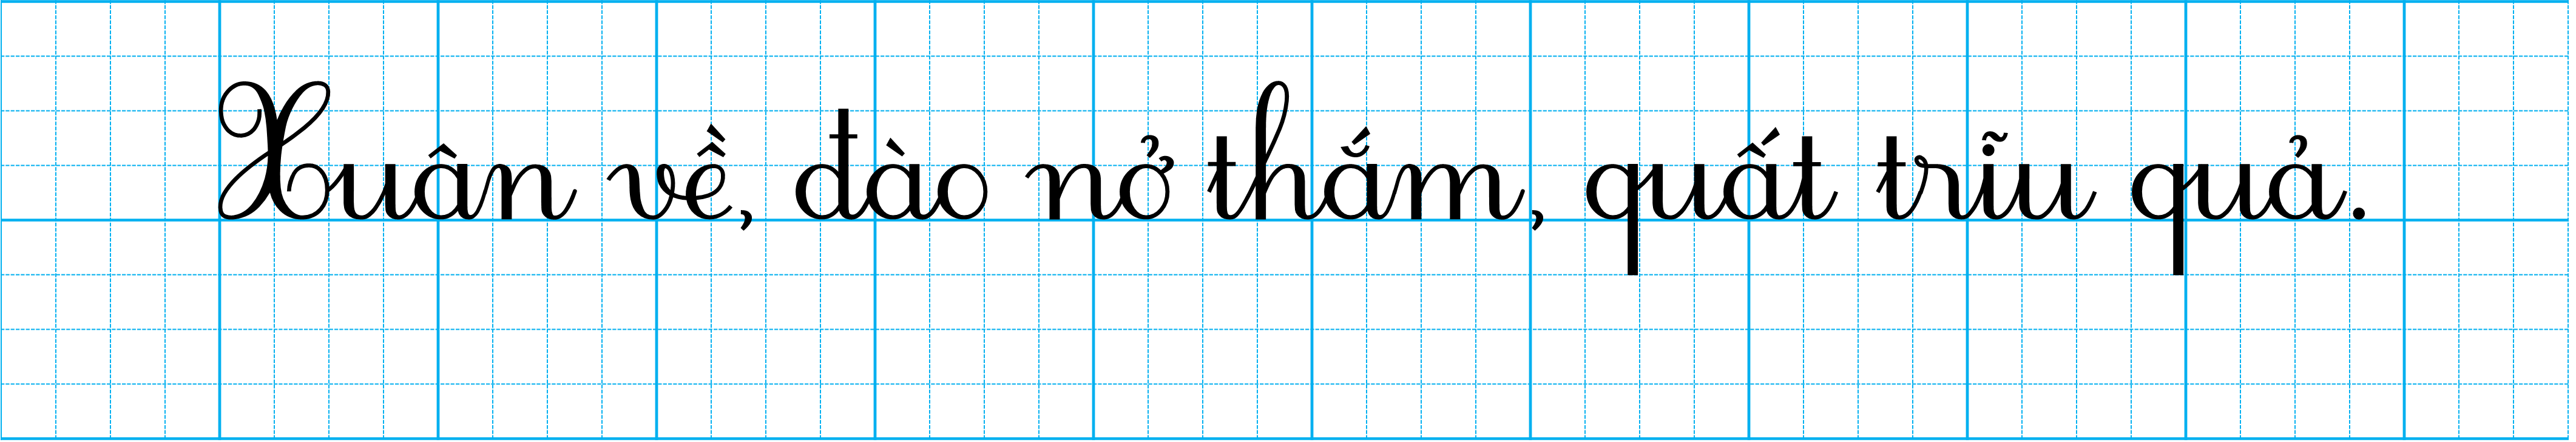 Xuân về, đào nở thắm, quất trĩu quả.